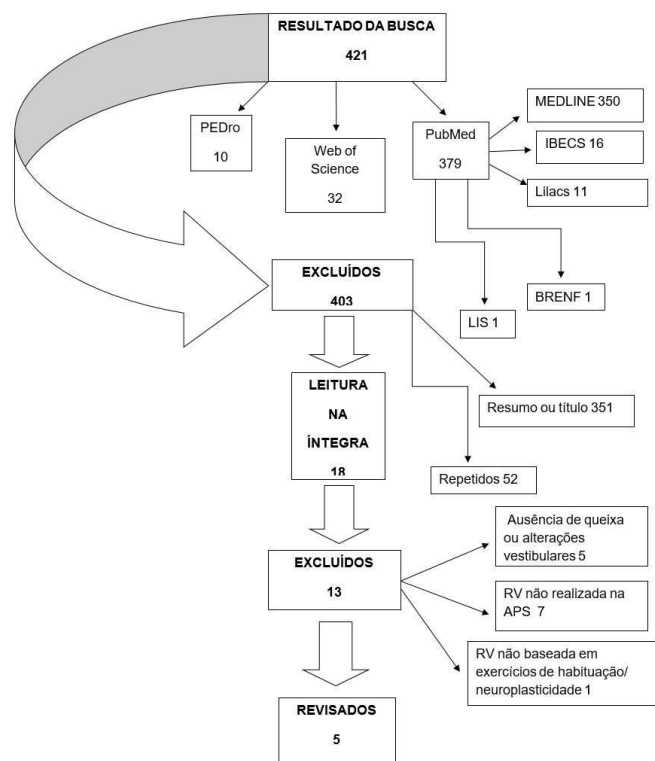 RESULTADO DA BUSCA
421
PEDro
10
Web of
Science
32
PubMed
379
MEDLINE 350
IBECS 16
Lilacs 11
BRENF 1
LIS 1
EXCLUÍDOS
403
Resumo ou título 351
Repetidos 52
LEITURA
NA
ÍNTEGRA
18
EXCLUÍDOS
13
Ausência de queixa
ou alterações
vestibulares 5
RV não realizada na
APS 7
RV não baseada em
exercícios de habituação/
neuroplasticidade 1
REVISADOS
5